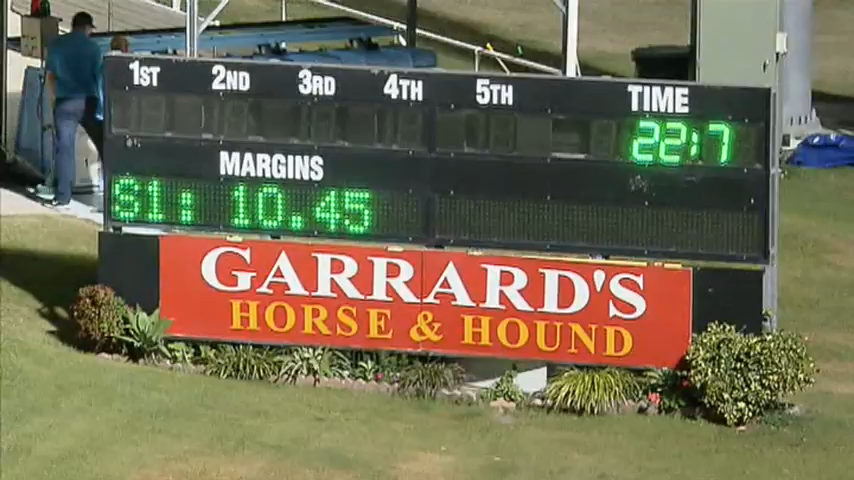 1ST 2ND 3RD 4TH 5TH TIME
22:7
MARGINS
S1: 10.45
GARRARD'S
HORSE & HOUND